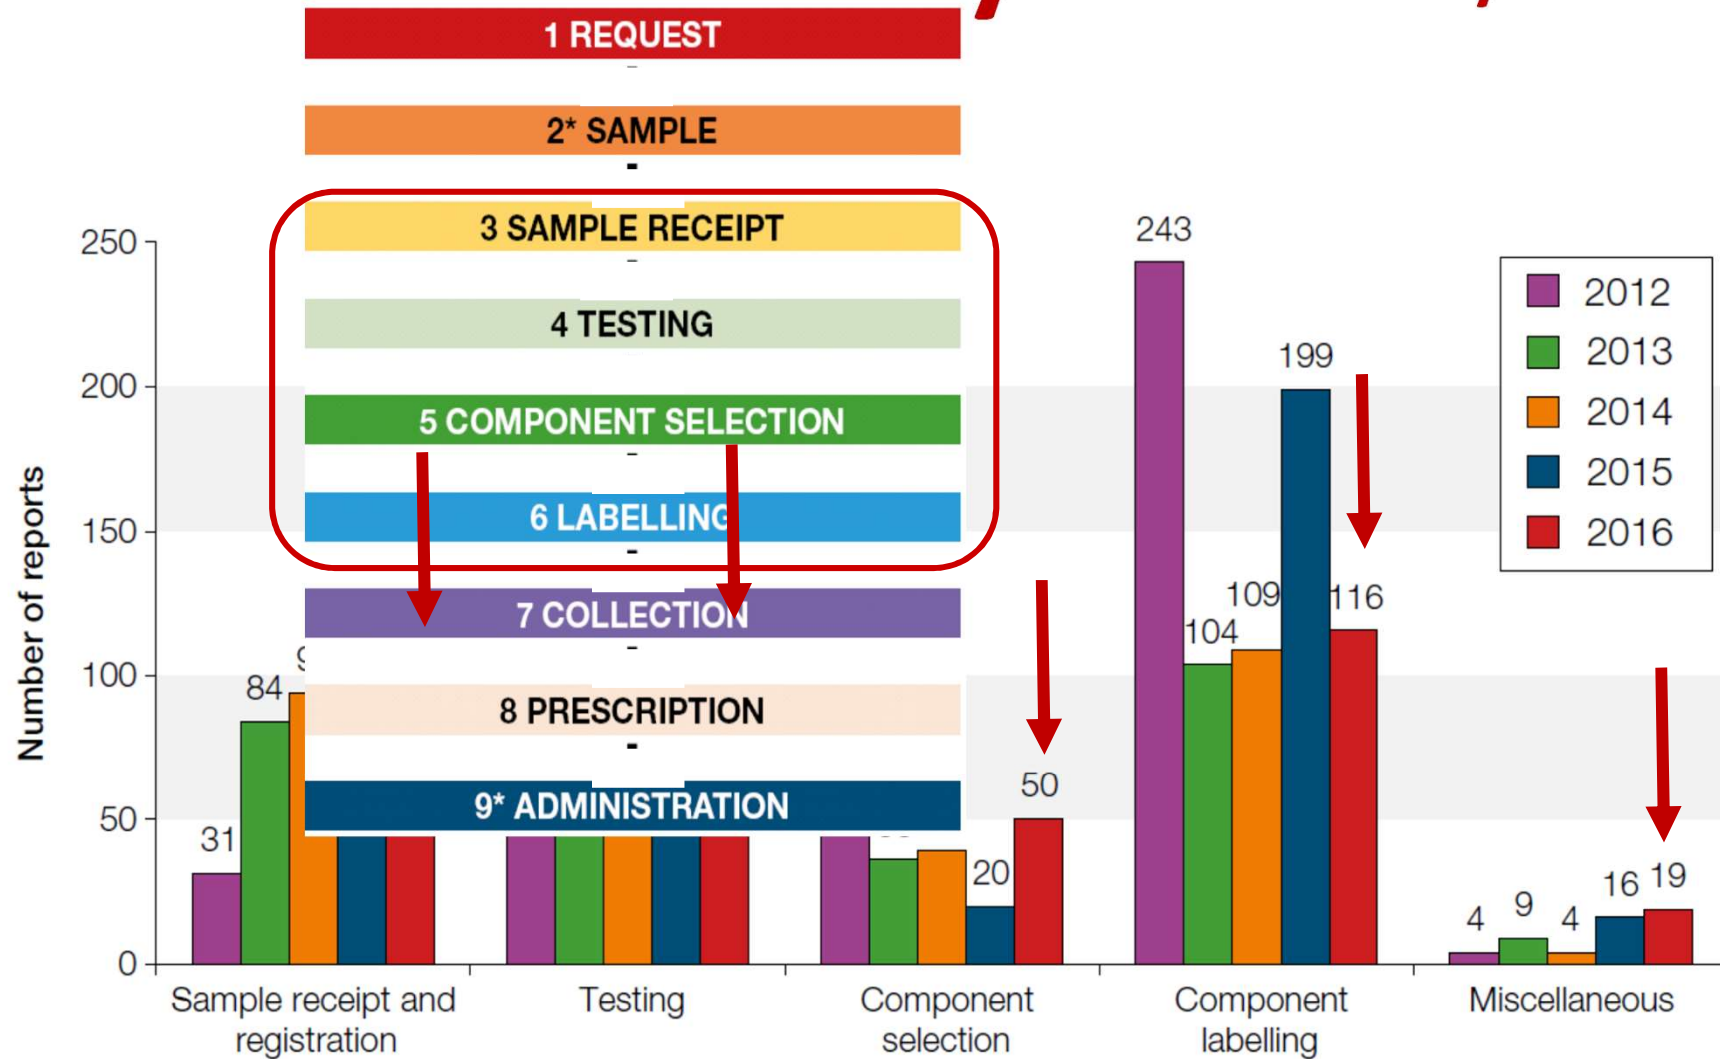 1 REQUEST
2* SAMPLE
3 SAMPLE RECEIPT
4 TESTING
5 COMPONENT SELECTION
6 LABELLING
7 COLLECTION
8 PRESCRIPTION
9* ADMINISTRATION
Number of reports
250
200
150
100
50
0
31
84
20
50
243
104
109
199
116
4
9
4
16
19
Sample receipt and
registration
Testing
Component
selection
Component
labelling
Miscellaneous
2012
2013
2014
2015
2016